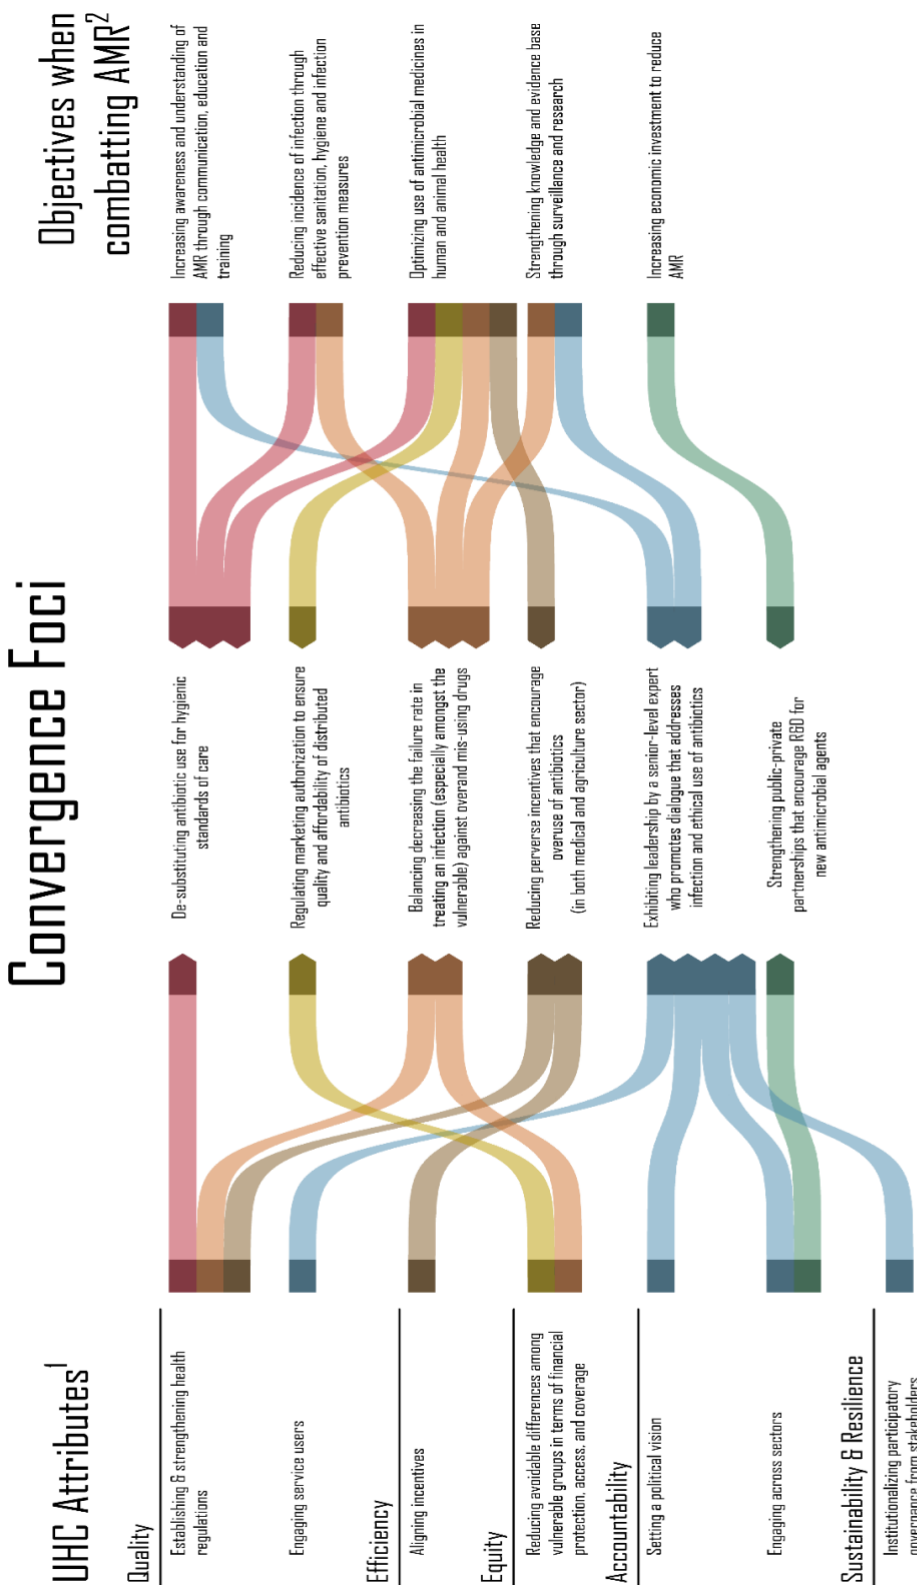 Convergence Foci
UHC Attributes1
Quality
Establishing & strengthening health
regulations
Engaging service users
Efficiency
Aligning incentives
Equity
Reducing avoidable differences among
vulnerable groups in terms of financial
protection, access, and coverage
Accountability
Setting a political vision
Engaging across sectors
Sustainability & Resilience
Institutionalizing participatory
governance from stakeholders
De-substituting antibiotic use for hygienic
standards of care
Regulating marketing authorization to ensure
quality and affordability of distributed
antibiotics
Balancing decreasing the failure rate in
treating an infection (especially amongst the
vulnerable) against overand mis-using drugs
Reducing perverse incentives that encourage
overuse of antibiotics
(in both medical and agriculture sector)
Exhibiting leadership by a senior-level expert
who promotes dialogue that addresses
infection and ethical use of antibiotics
Strengthening public-private
partnerships that encourage R&D for
new antimicrobial agents
Objectives when
combatting AMR2
Increasing awareness and understanding of
AMR through communication, education and
training
Reducing incidence of infection through
effective sanitation, hygiene and infection
prevention measures
Optimizing use of antimicrobial medicines in
human and animal health
Strengthening knowledge and evidence base
through surveillance and research
Increasing economic investment to reduce
AMR